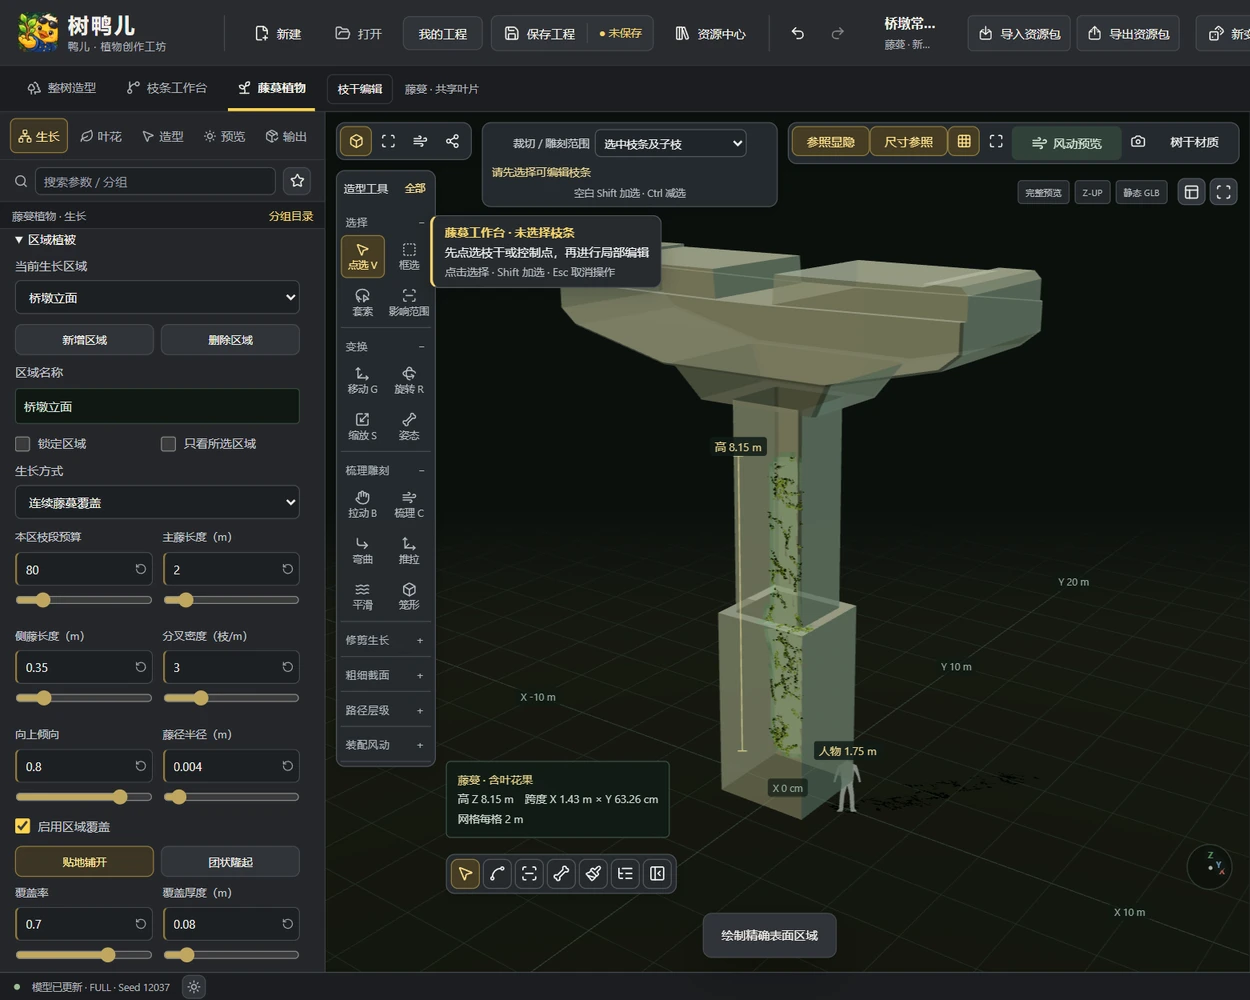 树鸭儿
鸭儿 · 植物创作工坊
新建
打开
我的工程
保存工程
• 未保存
资源中心
桥墩常...
藤蔓 · 新...
导入资源包
导出资源包
整树造型
枝条工作台
藤蔓植物
枝干编辑
藤蔓 · 共享叶片
生长
叶花
造型
预览
输出
搜索参数 / 分组
藤蔓植物 · 生长
分组目录
▼ 区域植被
当前生长区域
桥墩立面
新增区域
删除区域
区域名称
桥墩立面
锁定区域
只看所选区域
生长方式
连续藤蔓覆盖
本区枝段预算
主藤长度（m）
80
2
侧藤长度（m）
分叉密度（枝/m）
0.35
3
向上倾向
藤径半径（m）
0.8
0.004
启用区域覆盖
贴地铺开
团状隆起
覆盖率
覆盖厚度（m）
0.7
0.08
模型已更新 · FULL · Seed 12037
裁切 / 雕刻范围
选中枝条及子枝
请先选择可编辑枝条
空白 Shift 加选 · Ctrl 减选
参照显隐
尺寸参照
风动预览
树干材质
完整预览
Z-UP
静态 GLB
造型工具
全部
选择
点选 V
框选
套索
影响范围
变换
移动 G
旋转 R
缩放 S
姿态
梳理雕刻
拉动 B
梳理 C
弯曲
推拉
平滑
笼形
修剪生长
粗细截面
路径层级
装配风动
藤蔓工作台 · 未选择枝条
先点选枝干或控制点，再进行局部编辑
点击选择 · Shift 加选 · Esc 取消操作
高 8.15 m
Y 20 m
Y 10 m
X -10 m
人物 1.75 m
X 0 cm
X 10 m
藤蔓 · 含叶花果
高 Z 8.15 m 跨度 X 1.43 m × Y 63.26 cm
网格每格 2 m
绘制精确表面区域
Z
Y
X